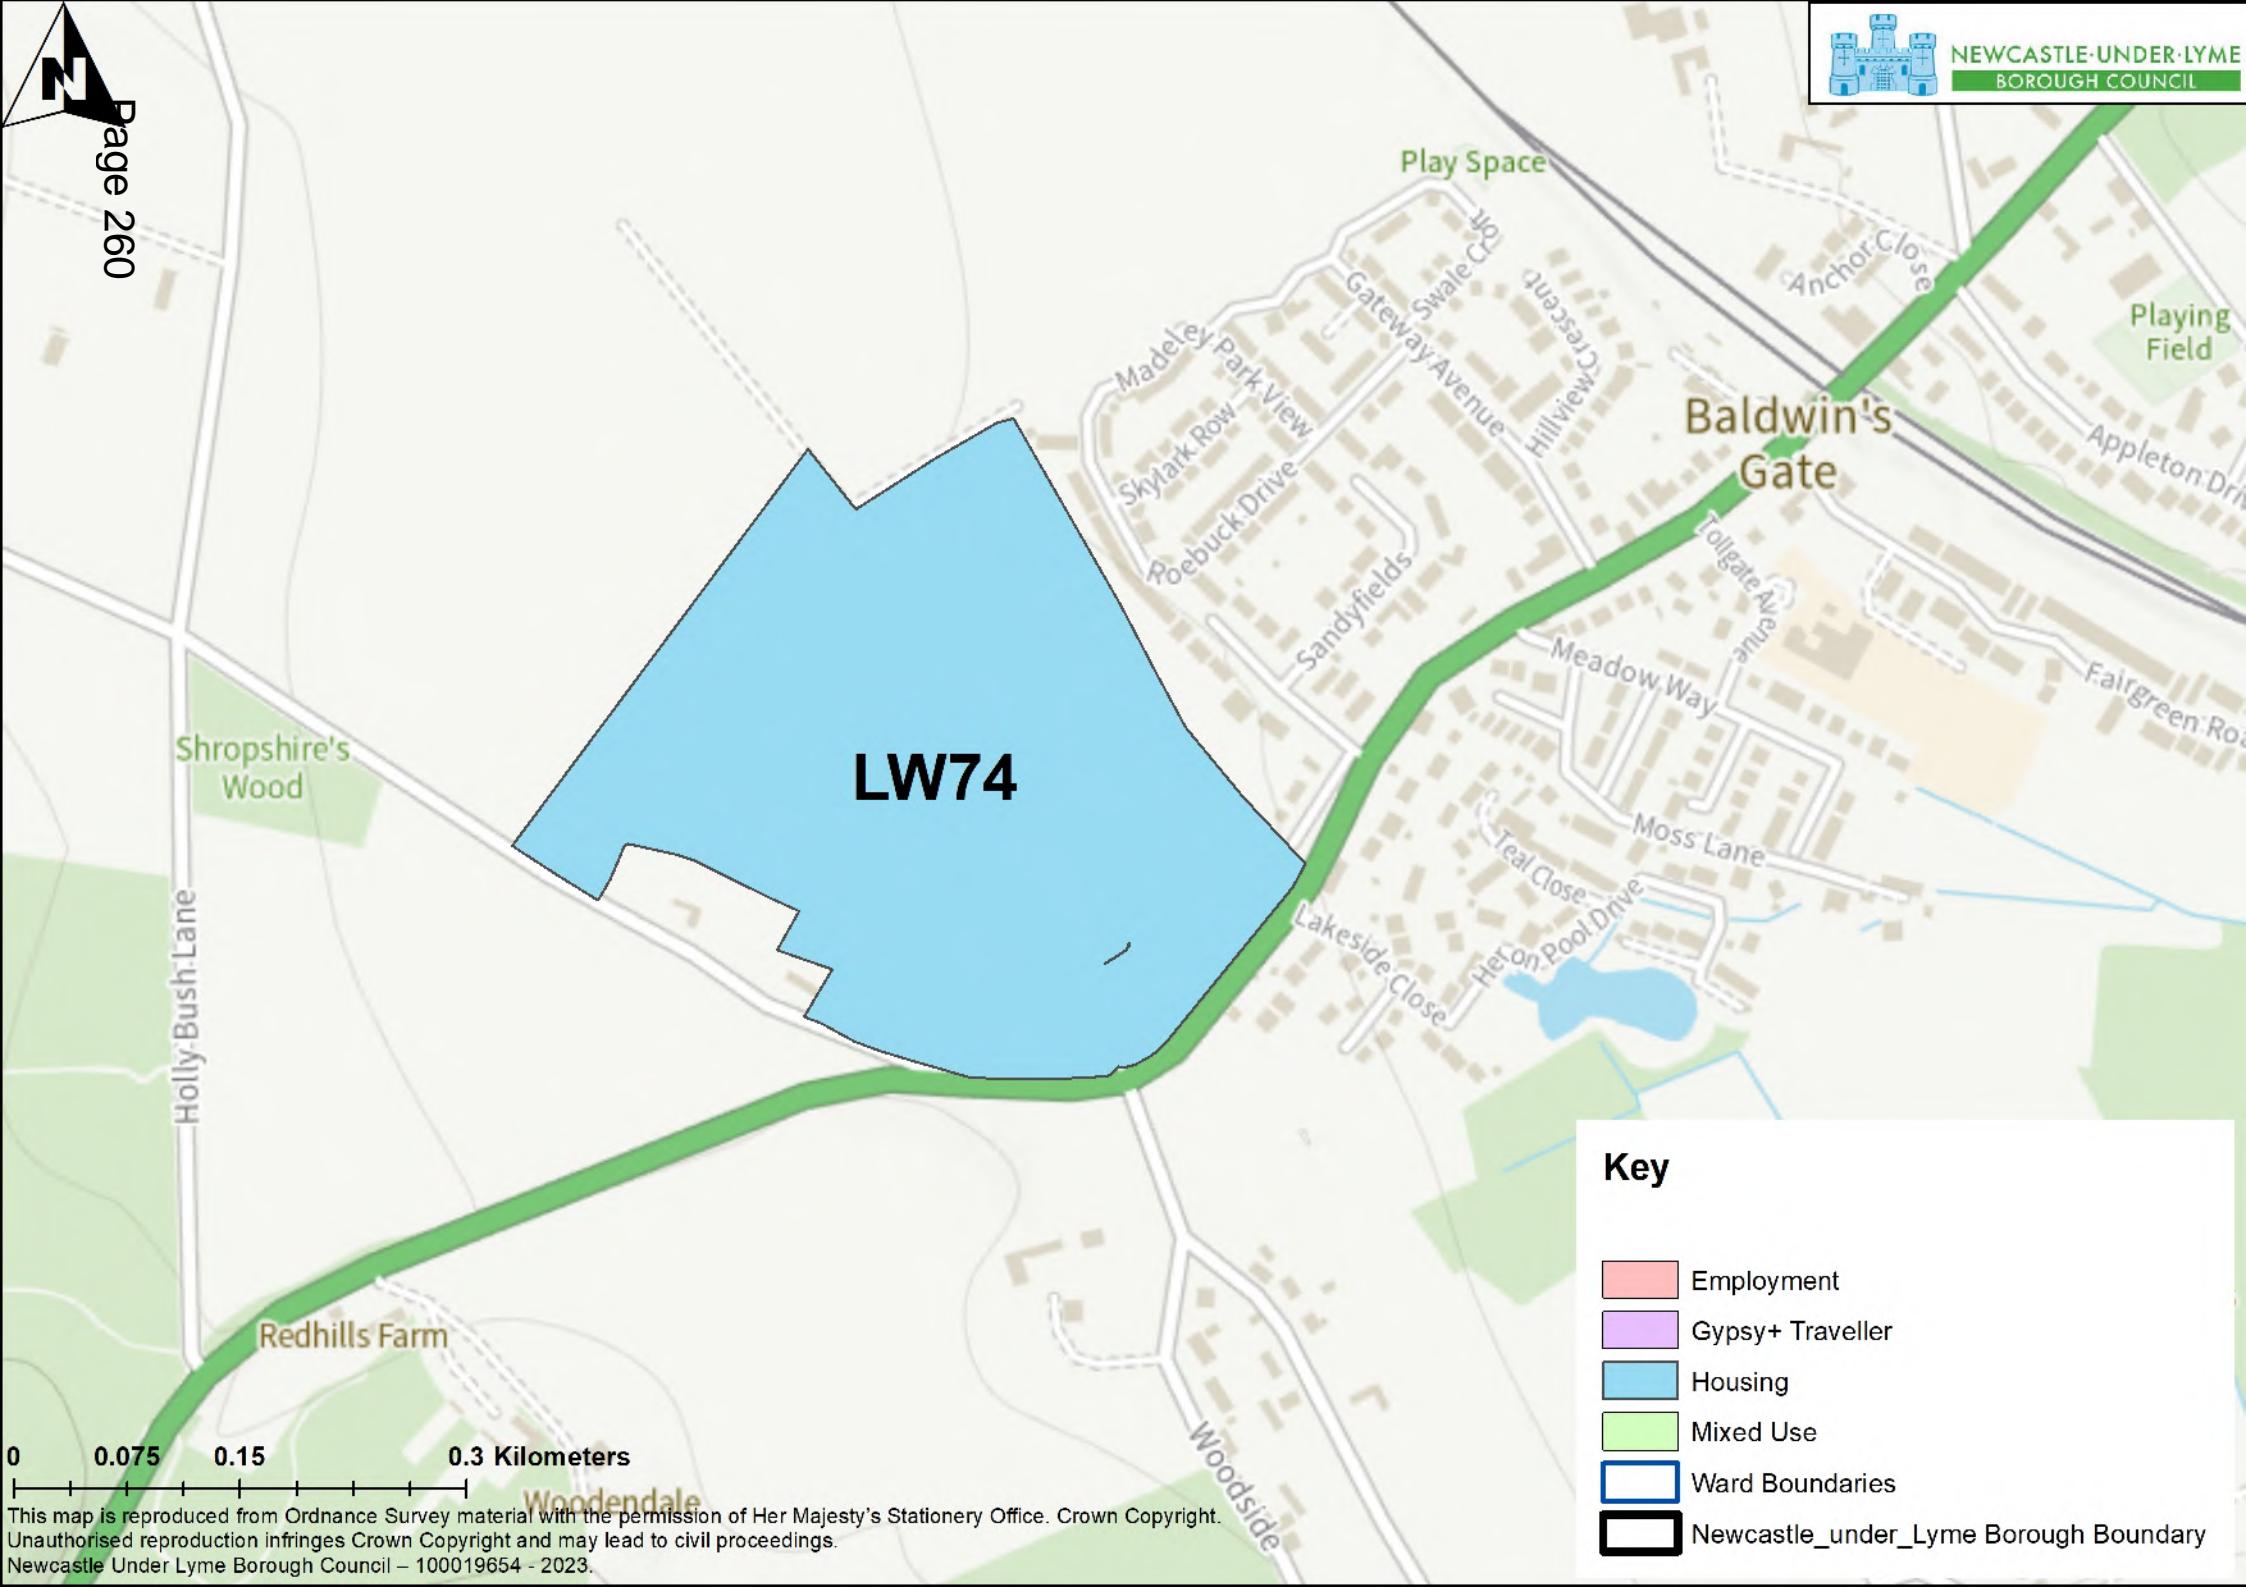 N
Page 260
NEWCASTLE·UNDER·LYME
BOROUGH COUNCIL
Play Space
Swale Croft
Anchor Close
Gateway Avenue
Hillview Crescent
Playing
Field
Madeley Park View
Skylark Row
Baldwin's
Gate
Roebuck Drive
Appleton Driv
Tollgate Avenue
Sandyfields
Meadow Way
Fairgreen Roa
Shropshire's
Wood
LW74
Moss Lane
Teal Close
Heron Pool Drive
Lakeside Close
Holly Bush Lane
Redhills Farm
Woodendale
Woodside
Key
Employment
Gypsy+ Traveller
Housing
Mixed Use
Ward Boundaries
Newcastle_under_Lyme Borough Boundary
0 0.075 0.15 0.3 Kilometers
This map is reproduced from Ordnance Survey material with the permission of Her Majesty's Stationery Office. Crown Copyright.
Unauthorised reproduction infringes Crown Copyright and may lead to civil proceedings.
Newcastle Under Lyme Borough Council – 100019654 - 2023.